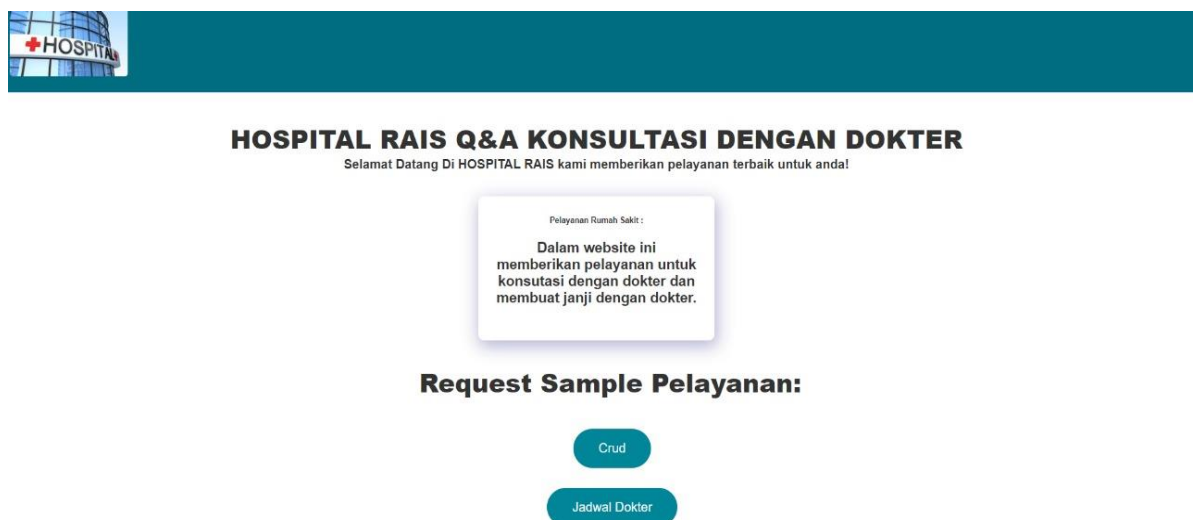 +HOSPITAL
HOSPITAL RAIS Q&A KONSULTASI DENGAN DOKTER
Selamat Datang Di HOSPITAL RAIS kami memberikan pelayanan terbaik untuk anda!
Pelayanan Rumah Sakit :
Dalam website ini
memberikan pelayanan untuk
konsutasi dengan dokter dan
membuat janji dengan dokter.
Request Sample Pelayanan:
Crud
Jadwal Dokter